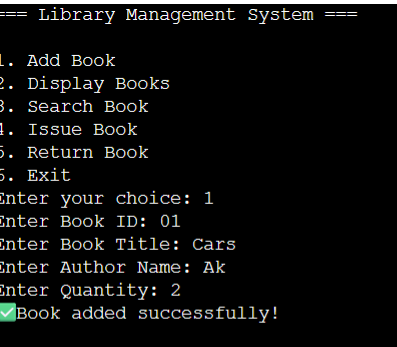 === Library Management System ===
1. Add Book
2. Display Books
3. Search Book
4. Issue Book
5. Return Book
6. Exit
Enter your choice: 1
Enter Book ID: 01
Enter Book Title: Cars
Enter Author Name: Ak
Enter Quantity: 2
✅Book added successfully!